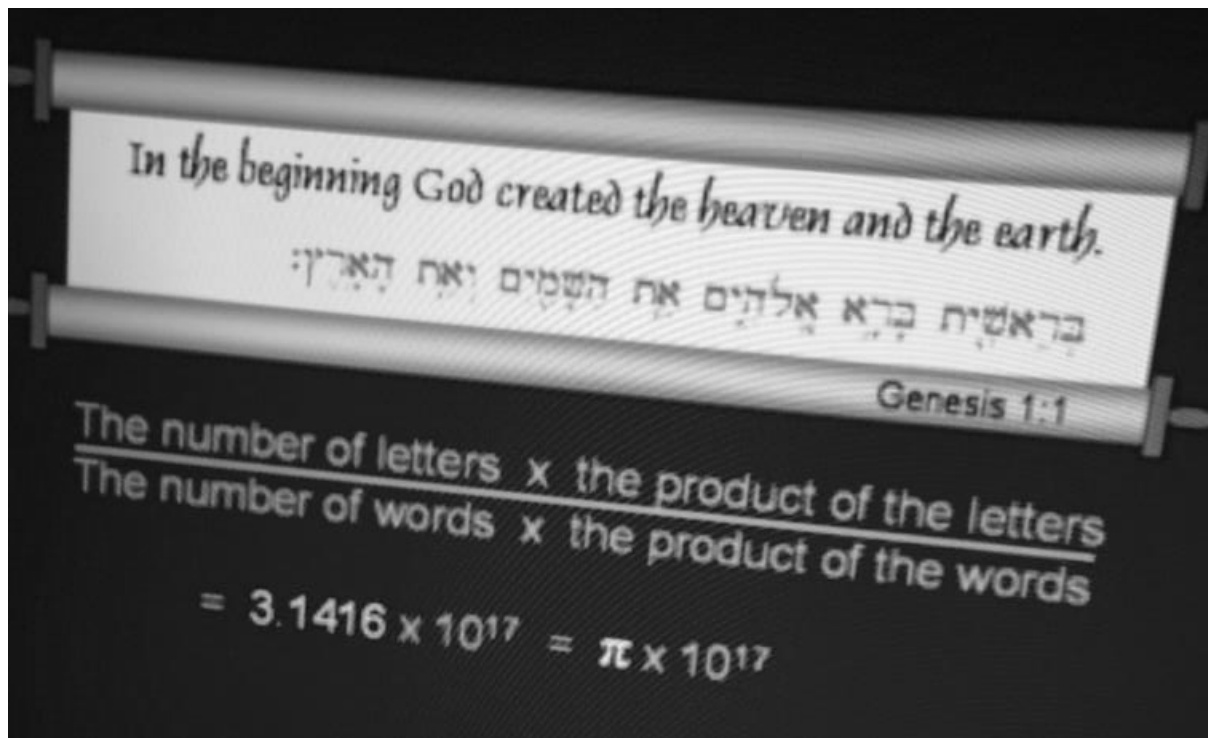 In the beginning God created the heaven and the earth.
בְּרֵאשִׁ֖ית בָּרָ֣א אֱלֹהִ֑ים אֵ֥ת הַשָּׁמַ֖יִם וְאֵ֥ת הָאָֽרֶץ׃
Genesis 1:1
The number of letters x the product of the letters
The number of words x the product of the words
= 3.1416 x 10¹⁷ = π x 10¹⁷